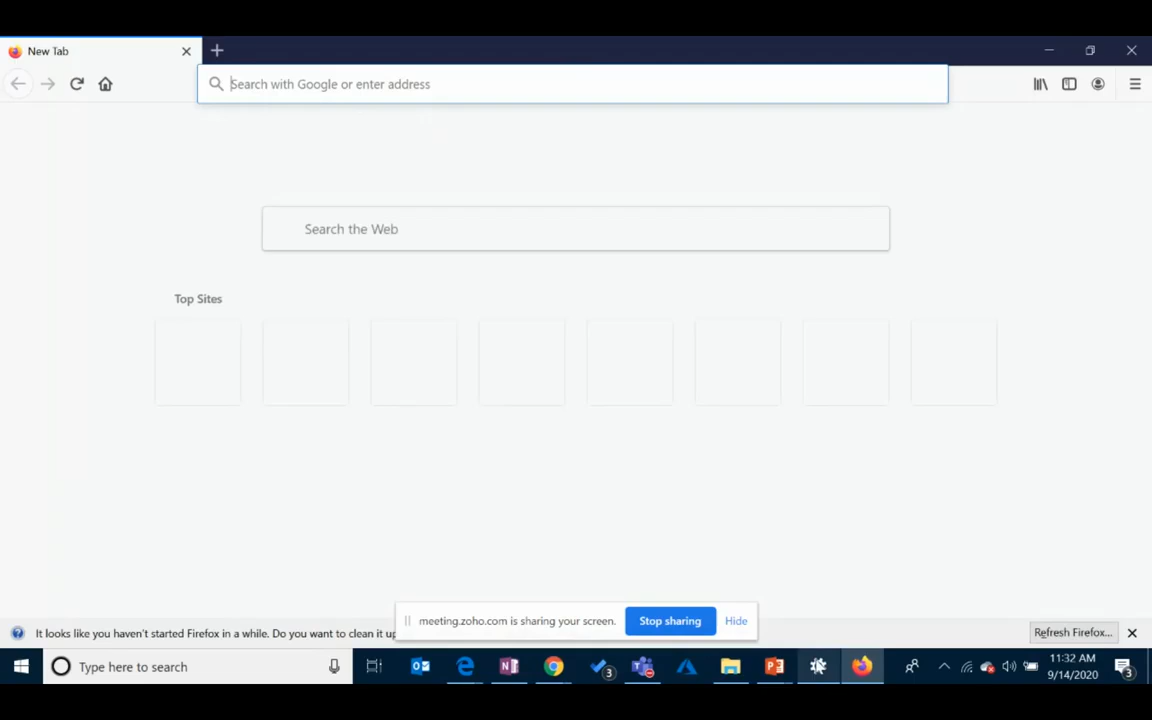 New Tab
Search with Google or enter address
Search the Web
Top Sites
meeting.zoho.com is sharing your screen.
Stop sharing
Hide
It looks like you haven't started Firefox in a while. Do you want to clean it up
Refresh Firefox...
Type here to search
3
11:32 AM
9/14/2020
3